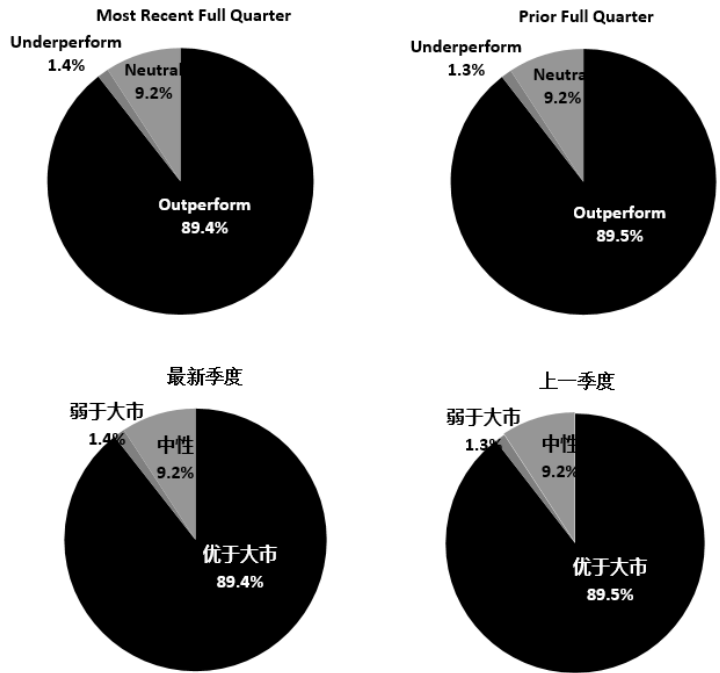 Most Recent Full Quarter
Underperform
1.4%
Neutral
9.2%
Outperform
89.4%
Prior Full Quarter
Underperform
1.3%
Neutral
9.2%
Outperform
89.5%
最新季度
弱于大市
1.4%
中性
9.2%
优于大市
89.4%
上一季度
弱于大市
1.3%
中性
9.2%
优于大市
89.5%